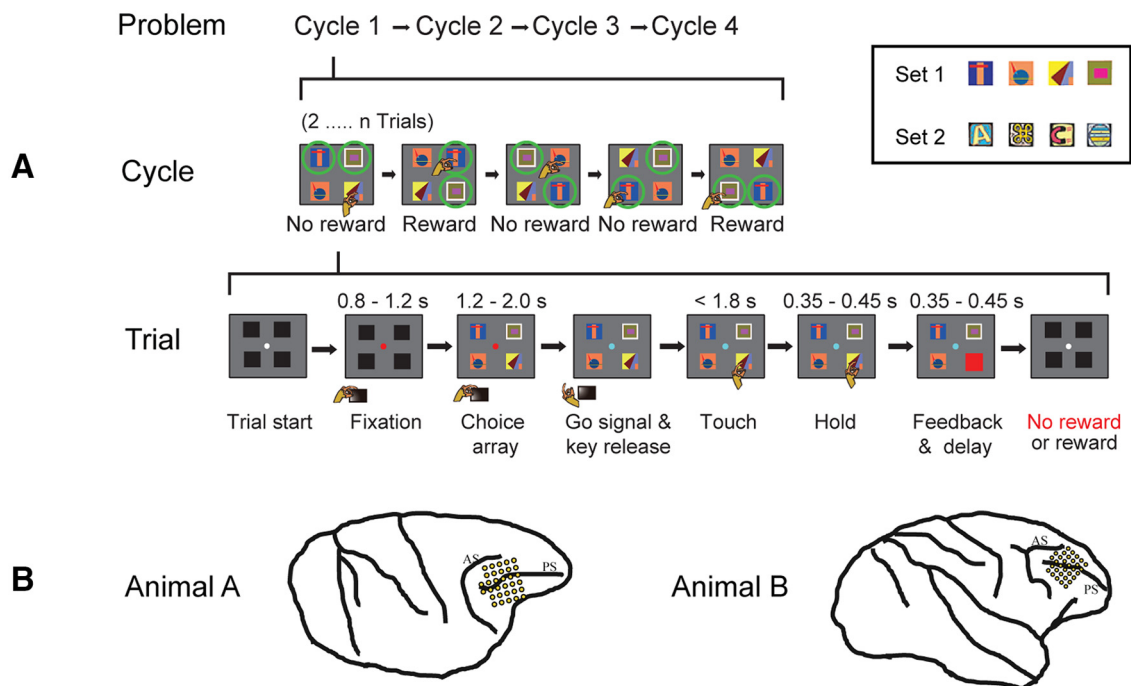 Problem
Cycle 1 → Cycle 2 → Cycle 3 → Cycle 4
Set 1
Set 2
A
(2 ..... n Trials)
Cycle
No reward Reward No reward No reward Reward
0.8 - 1.2 s 1.2 - 2.0 s < 1.8 s 0.35 - 0.45 s 0.35 - 0.45 s
Trial
Trial start Fixation Choice array Go signal & key release Touch Hold Feedback & delay No reward or reward
B
Animal A
AS
PS
Animal B
AS
PS